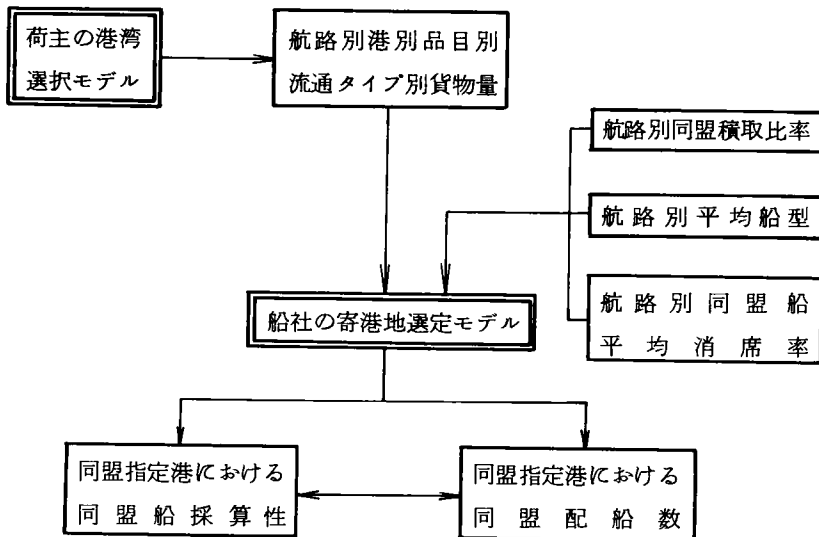 荷主の港湾
選択モデル
航路別港別品目別
流通タイプ別貨物量
航路別同盟積取比率
航路別平均船型
航路別同盟船
平均消席率
船社の寄港地選定モデル
同盟指定港における
同盟船採算性
同盟指定港における
同盟配船数